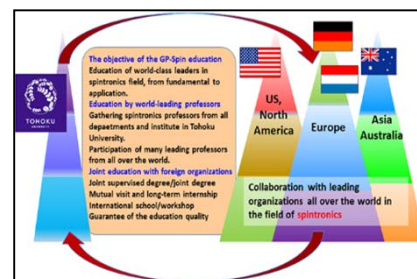 TOHOKU
UNIVERSITY
The objective of the GP-Spin education
Education of world-class leaders in
spintronics field, from fundamental to
application.
Education by world-leading professors
Gathering spintronics professors from all
depaetments and institute in Tohoku
University.
Participation of many leading professors
from all over the world.
Joint education with foreign organizations
Joint supervised degree/joint degree
Mutual visit and long-term internship
International school/workshop
Guarantee of the education quality
US,
North
America
Europe
Asia
Australia
Collaboration with leading
organizations all over the world in
the field of spintronics